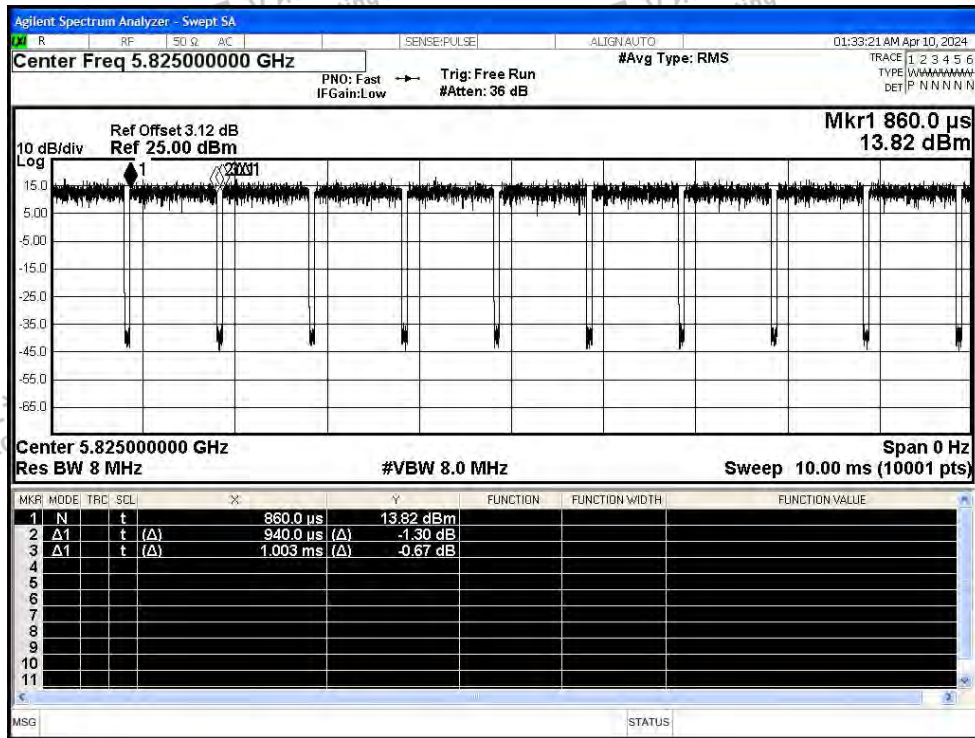 Agilent Spectrum Analyzer - Swept SA
R RF 50 Ω AC SENSE:PULSE ALIGN AUTO 01:33:21 AM Apr 10, 2024
Center Freq 5.825000000 GHz
PNO: Fast
IFGain:Low
Trig: Free Run
#Atten: 36 dB
#Avg Type: RMS
TRACE 1 2 3 4 5 6
TYPE
DET P N N N N N
Mkr1 860.0 µs
13.82 dBm
Ref Offset 3.12 dB
10 dB/div Ref 25.00 dBm
Log
1
15.0
5.00
-5.00
-15.0
-25.0
-35.0
-45.0
-55.0
-65.0
Center 5.825000000 GHz Span 0 Hz
Res BW 8 MHz #VBW 8.0 MHz Sweep 10.00 ms (10001 pts)
MKR MODE TRC SCL X Y FUNCTION FUNCTION WIDTH FUNCTION VALUE
1 N t 860.0 µs 13.82 dBm
2 Δ1 t (Δ) 940.0 µs (Δ) -1.30 dB
3 Δ1 t (Δ) 1.003 ms (Δ) -0.67 dB
4
5
6
7
8
9
10
11
MSG STATUS